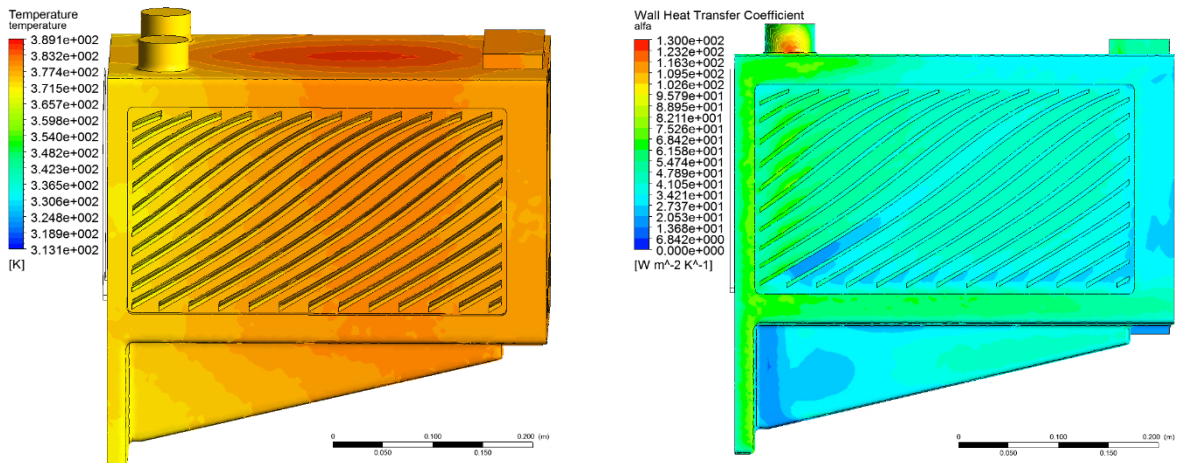 Temperature
temperature
3.891e+002
3.832e+002
3.774e+002
3.715e+002
3.657e+002
3.598e+002
3.540e+002
3.482e+002
3.423e+002
3.365e+002
3.306e+002
3.248e+002
3.189e+002
3.131e+002
[K]
0 0.100 0.200 (m)
0.050 0.150
Wall Heat Transfer Coefficient
alfa
1.300e+002
1.232e+002
1.163e+002
1.095e+002
1.026e+002
9.579e+001
8.895e+001
8.211e+001
7.526e+001
6.842e+001
6.158e+001
5.474e+001
4.789e+001
4.105e+001
3.421e+001
2.737e+001
2.053e+001
1.368e+001
6.842e+000
0.000e+000
[W m^-2 K^-1]
0 0.100 0.200 (m)
0.050 0.150